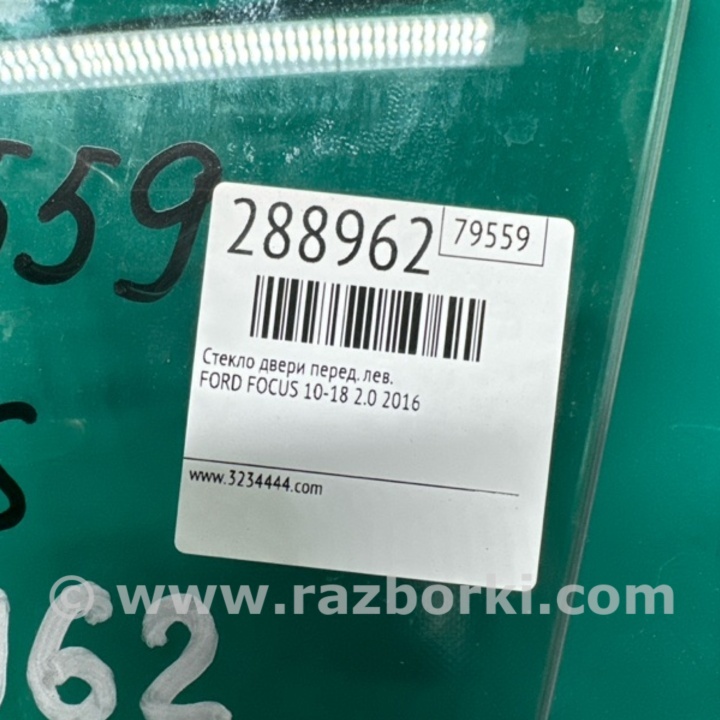 559
288962
79559
Стекло двери перед. лев.
FORD FOCUS 10-18 2.0 2016
www.3234444.com
S
© www.razborki.com
962